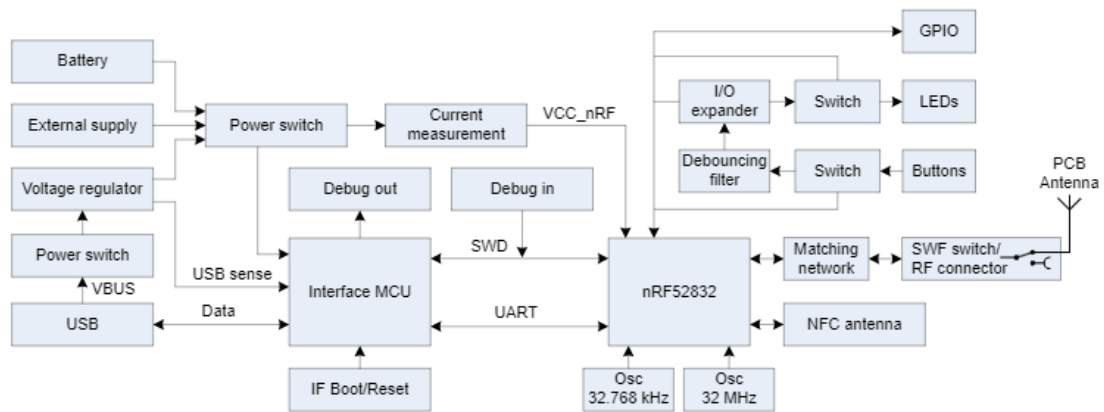 GPIO
Battery
I/O
expander
Switch
LEDs
External supply
Power switch
Current
measurement
VCC_nRF
Debouncing
filter
Switch
Buttons
PCB
Antenna
Voltage regulator
Debug out
Debug in
Power switch
USB sense
SWD
Matching
network
SWF switch/
RF connector
VBUS
Interface MCU
nRF52832
USB
Data
UART
NFC antenna
IF Boot/Reset
Osc
32.768 kHz
Osc
32 MHz